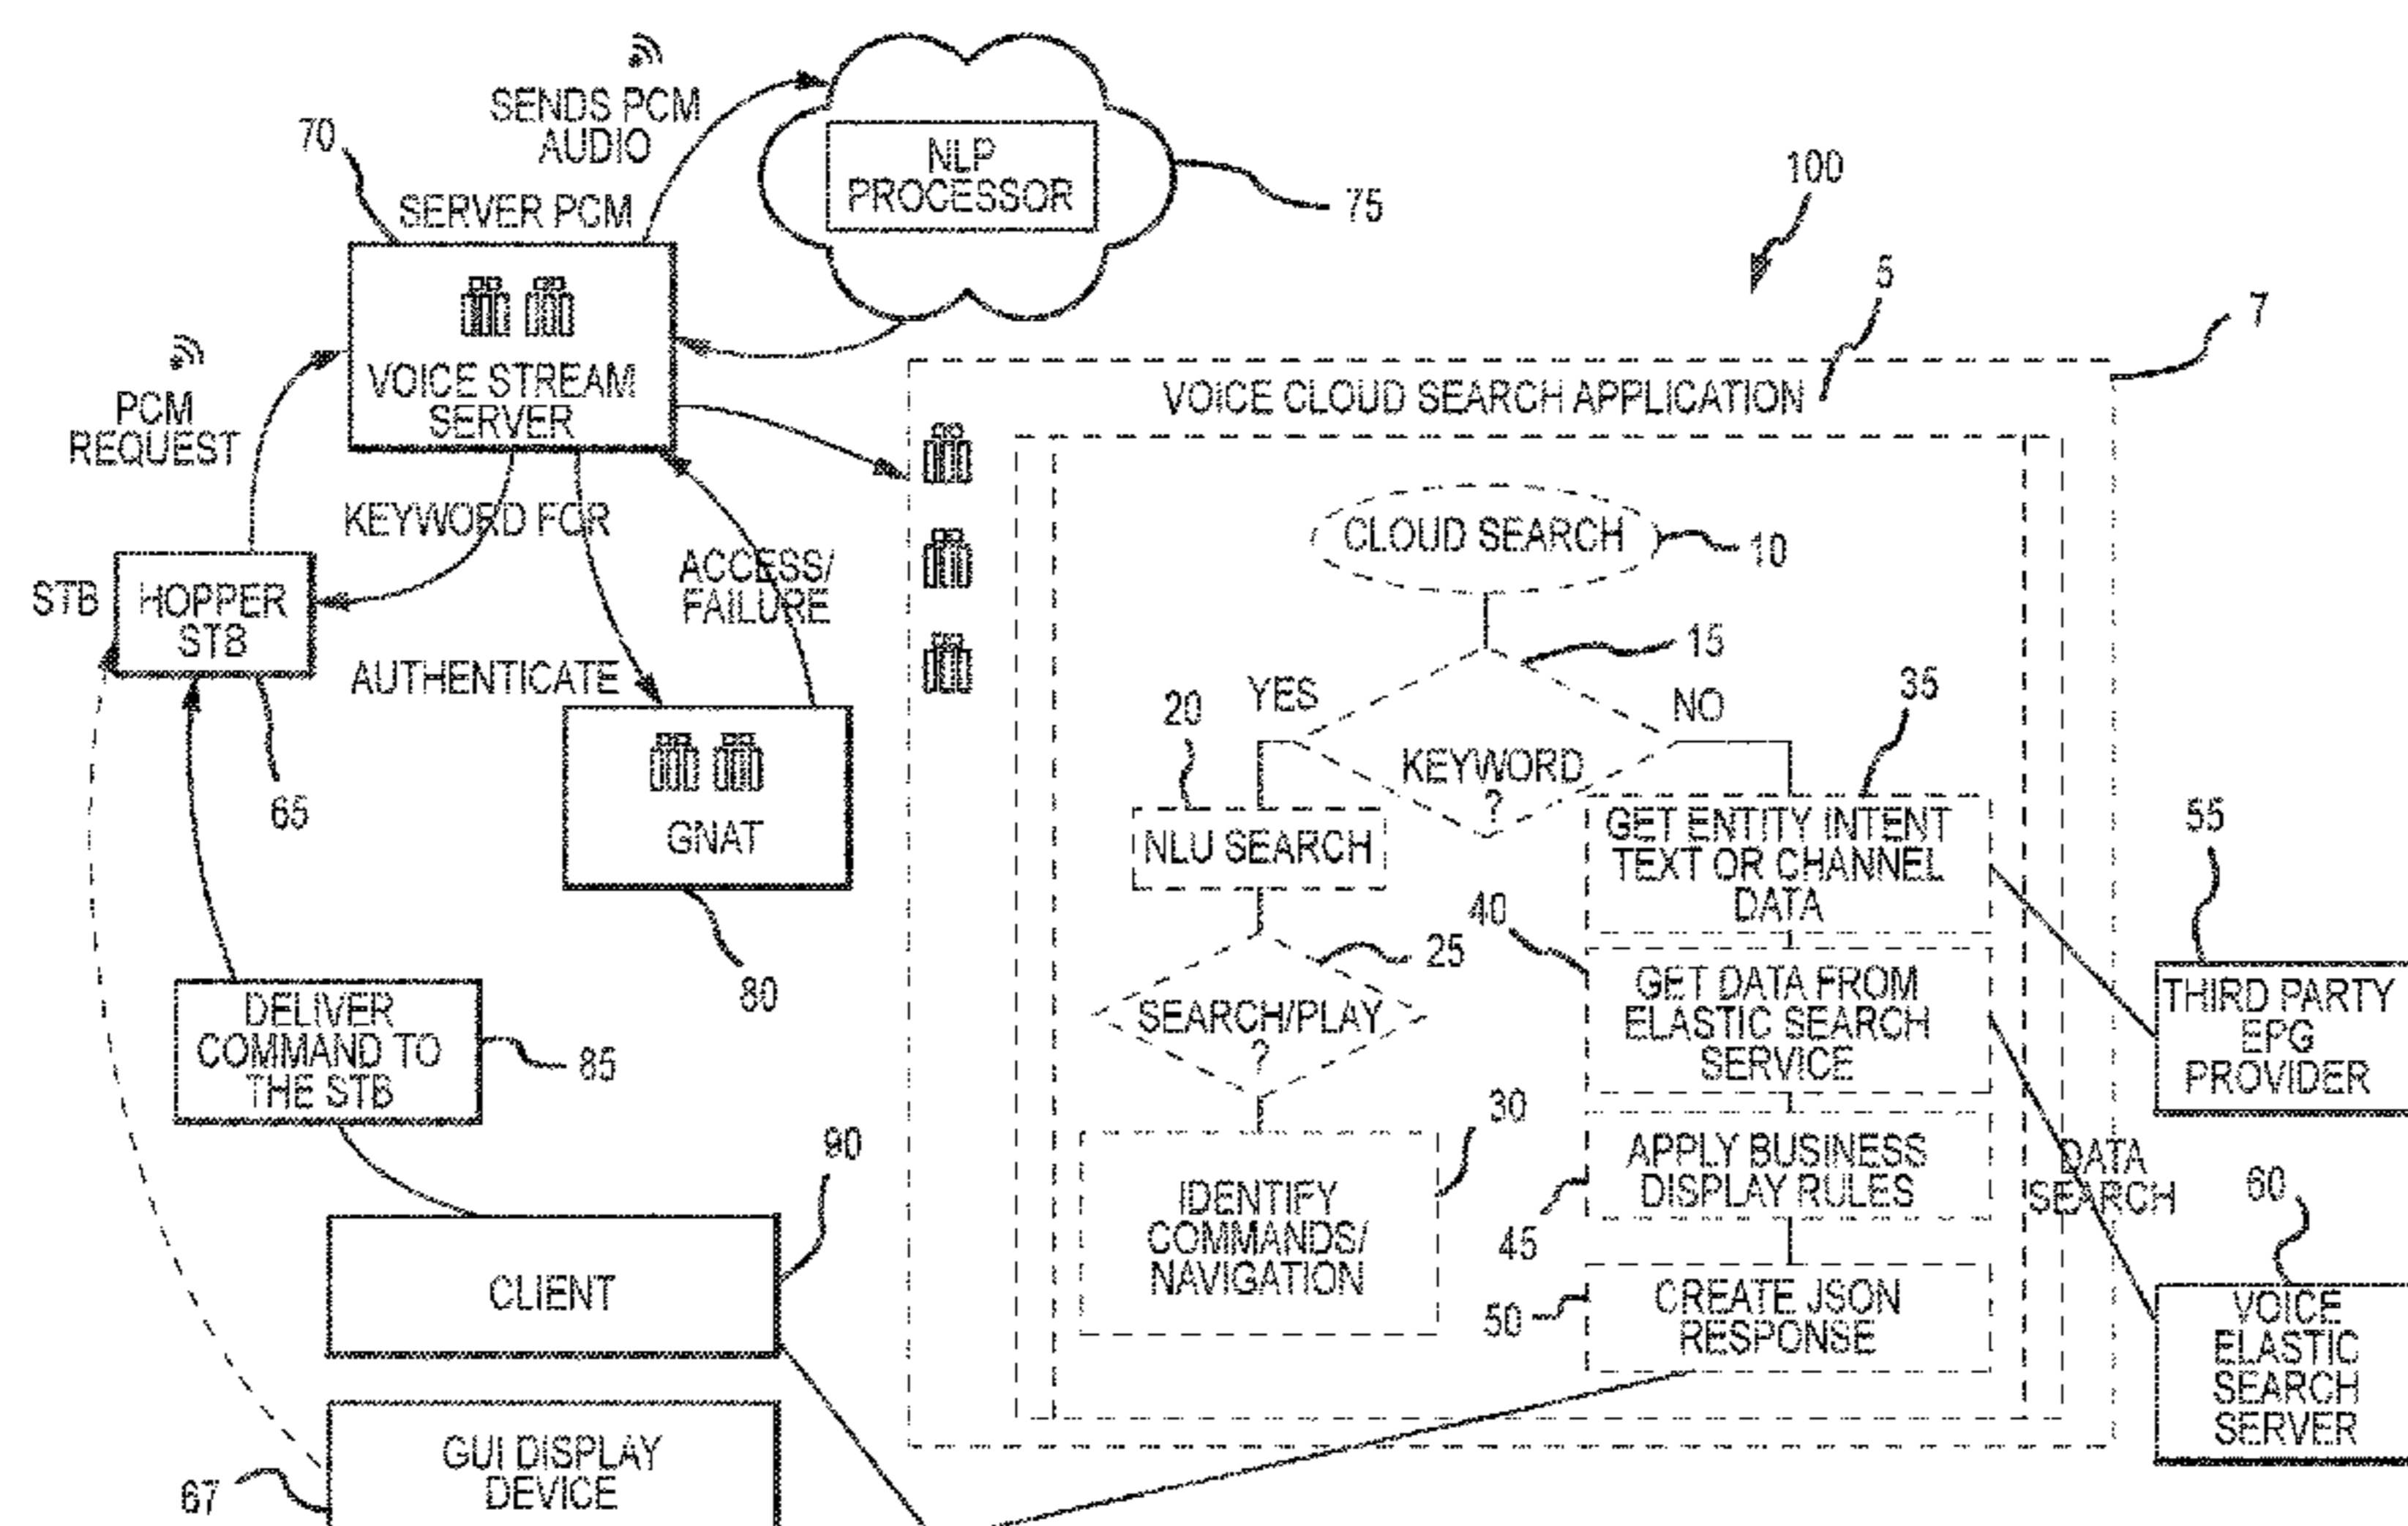 SENDS PCM
AUDIO
70
NLP
PROCESSOR
75
100
SERVER PCM
5
7
VOICE STREAM
SERVER
VOICE CLOUD SEARCH APPLICATION
PCM
REQUEST
KEYWORD FOR
CLOUD SEARCH
10
ACCESS/
FAILURE
STB
HOPPER
STB
15
AUTHENTICATE
YES
NO
20
35
KEYWORD
?
65
GNAT
NLU SEARCH
GET ENTITY INTENT
TEXT OR CHANNEL
DATA
55
40
25
80
DELIVER
COMMAND TO
THE STB
85
SEARCH/PLAY
?
GET DATA FROM
ELASTIC SEARCH
SERVICE
THIRD PARTY
EPG
PROVIDER
30
90
APPLY BUSINESS
DISPLAY RULES
DATA
SEARCH
60
45
IDENTIFY
COMMANDS/
NAVIGATION
CLIENT
50
CREATE JSON
RESPONSE
VOICE
ELASTIC
SEARCH
SERVER
GUI DISPLAY
DEVICE
67